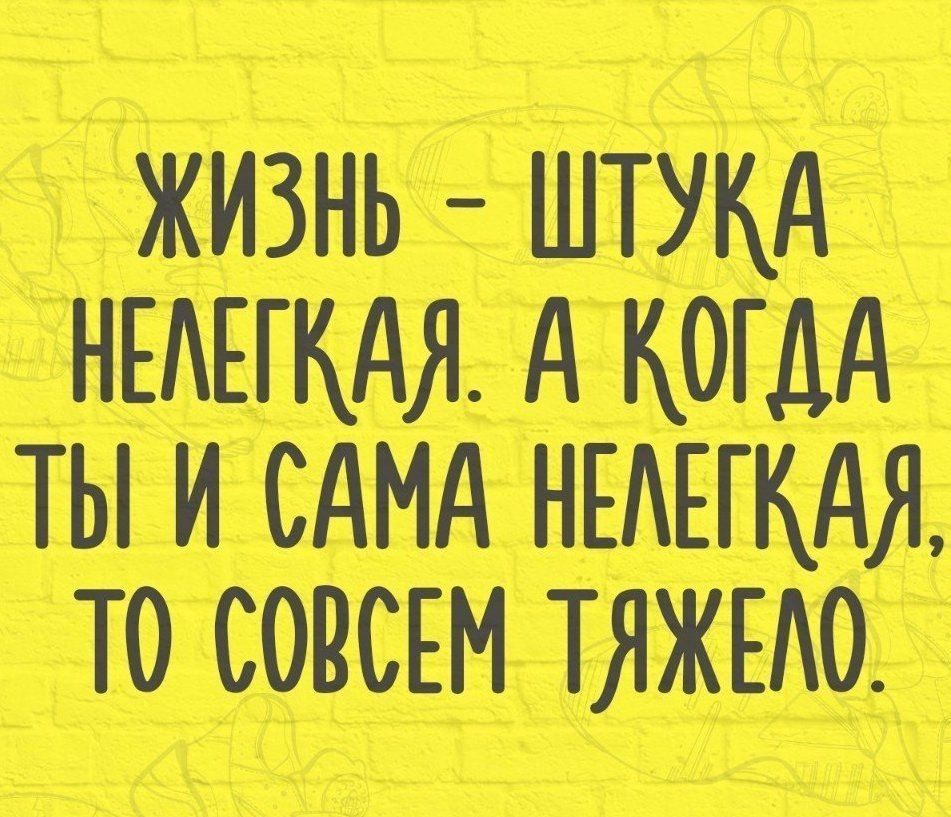 ЖИЗНЬ - ШТУКА
НЕЛЕГКАЯ. А КОГДА
ТЫ И САМА НЕЛЕГКАЯ,
ТО СОВСЕМ ТЯЖЕЛО.